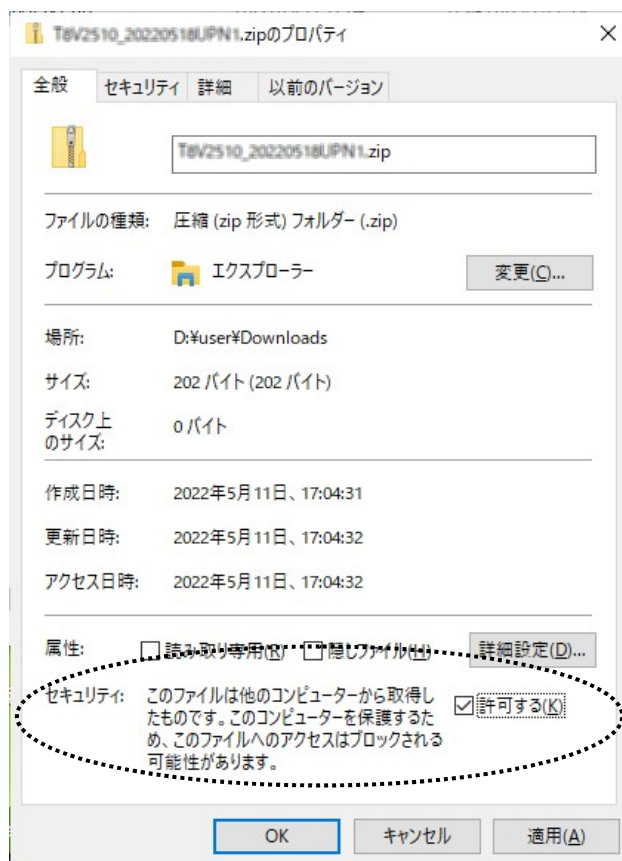 T8V2510_20220518UPN1.zipのプロパティ
全般 セキュリティ 詳細 以前のバージョン
T8V2510_20220518UPN1.zip
ファイルの種類: 圧縮 (zip 形式) フォルダー (.zip)
プログラム: エクスプローラー 変更(C)...
場所: D:¥user¥Downloads
サイズ: 202 バイト (202 バイト)
ディスク上
のサイズ: 0 バイト
作成日時: 2022年5月11日、17:04:31
更新日時: 2022年5月11日、17:04:32
アクセス日時: 2022年5月11日、17:04:32
属性: 読み取り専用(R) 隠しファイル(H) 詳細設定(D)...
セキュリティ: このファイルは他のコンピューターから取得し
たものです。このコンピューターを保護するた
め、このファイルへのアクセスはブロックされる
可能性があります。
許可する(K)
OK キャンセル 適用(A)